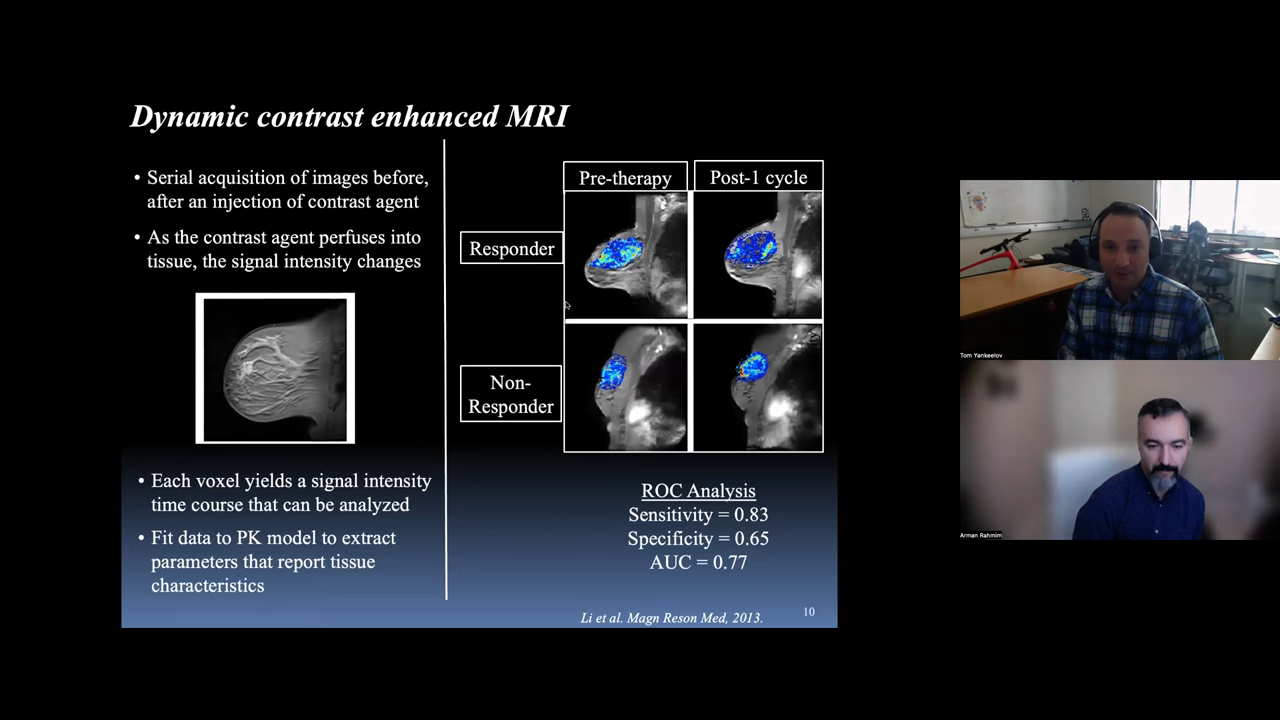 Dynamic contrast enhanced MRI
• Serial acquisition of images before,
after an injection of contrast agent
• As the contrast agent perfuses into
tissue, the signal intensity changes
• Each voxel yields a signal intensity
time course that can be analyzed
• Fit data to PK model to extract
parameters that report tissue
characteristics
Pre-therapy
Post-1 cycle
Responder
Non-
Responder
ROC Analysis
Sensitivity = 0.83
Specificity = 0.65
AUC = 0.77
Li et al. Magn Reson Med, 2013.
10
Tom Yankeelov
Arman Rahmim